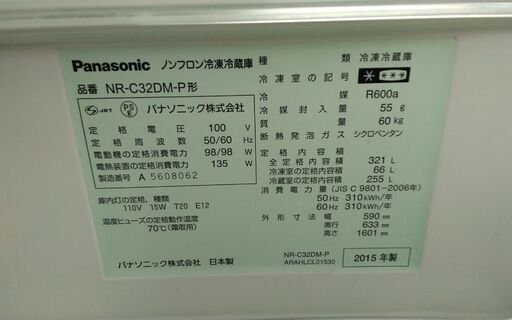 Panasonic ノンフロン冷凍冷蔵庫
品番 NR-C32DM-P形
S JET PS E パナソニック株式会社
定格電圧 100 V
定格周波数 50/60 Hz
電動機の定格消費電力 98/98 W
電熱装置の定格消費電力 135 W
製造番号 A 5608062
庫内灯の定格、種類
110V 15W T20 E12
温度ヒューズの定格動作温度
70℃(霜取用)
パナソニック株式会社 日本製
種類 冷凍冷蔵庫
冷凍室の記号 * ***
冷媒 R600a
冷媒封入量 55 g
質量 60 kg
断熱発泡ガス シクロペンタン
定格内容積
全定格内容積 321 L
冷凍室の定格内容積 66 L
冷蔵室の定格内容積 255 L
消費電力量 (JIS C 9801-2006年)
50 Hz 310 kWh/年
60 Hz 310 kWh/年
外形寸法 幅 590 mm
奥行 633 mm
高さ 1601 mm
NR-C32DM-P
ARAHLCL01530
2015 年製